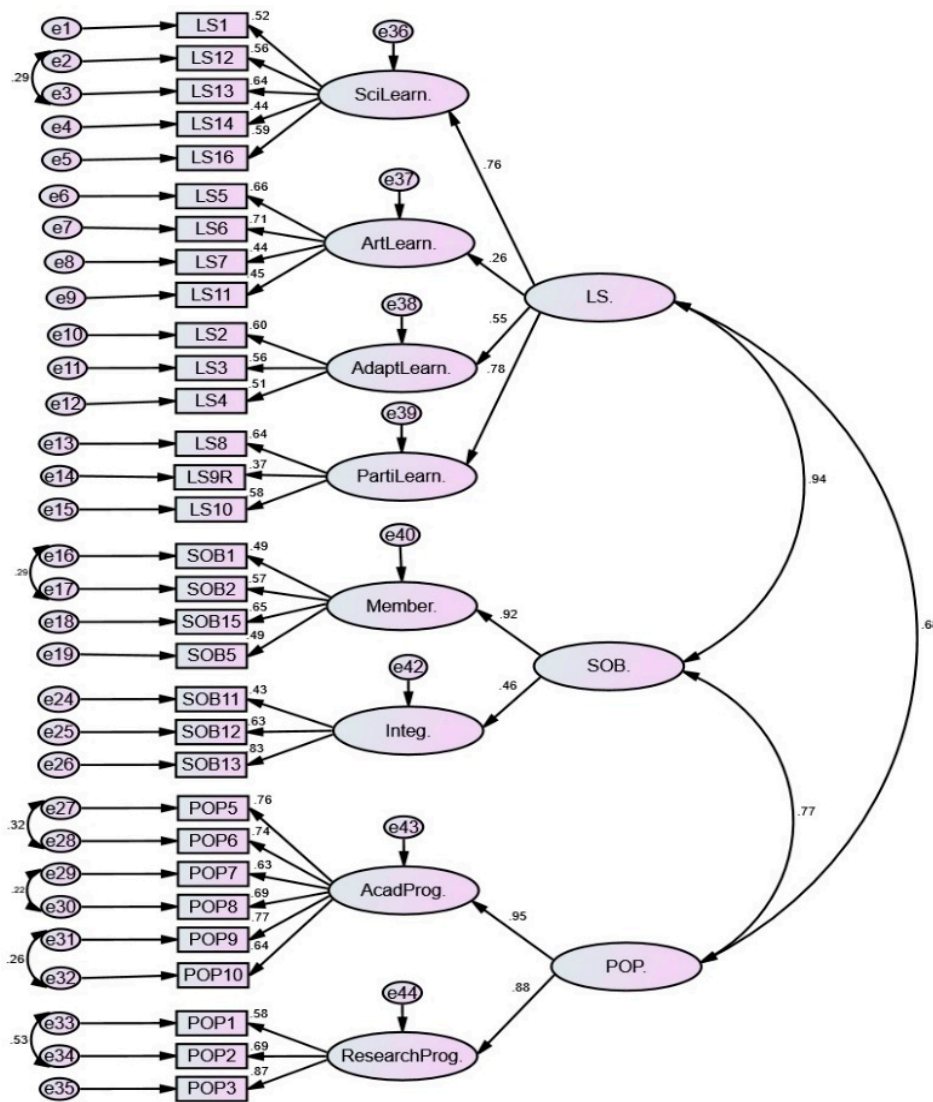 e1 LS1 .52
e36
e2 LS12 .56
.29
e3 LS13 .64
SciLearn.
e4 LS14 .44
e5 LS16 .59
.76
e6 LS5 .66
e37
e7 LS6 .71
ArtLearn.
e8 LS7 .44
.26
e9 LS11 .45
LS.
e38
.55
e10 LS2 .60
e11 LS3 .56
AdaptLearn.
.78
e12 LS4 .51
e39
e13 LS8 .64
e14 LS9R .37
PartiLearn.
.94
e15 LS10 .58
e40
e16 SOB1 .49
.29
e17 SOB2 .57
Member.
.92
e18 SOB15 .65
e19 SOB5 .49
SOB.
e42
.46
e24 SOB11 .43
e25 SOB12 .63
Integ.
e26 SOB13 .83
e27 POP5 .76
.77
.32
e43
e28 POP6 .74
e29 POP7 .63
.22
AcadProg.
e30 POP8 .69
.95
e31 POP9 .77
.26
e32 POP10 .64
POP.
e44
.88
e33 POP1 .58
.53
e34 POP2 .69
ResearchProg.
e35 POP3 .87